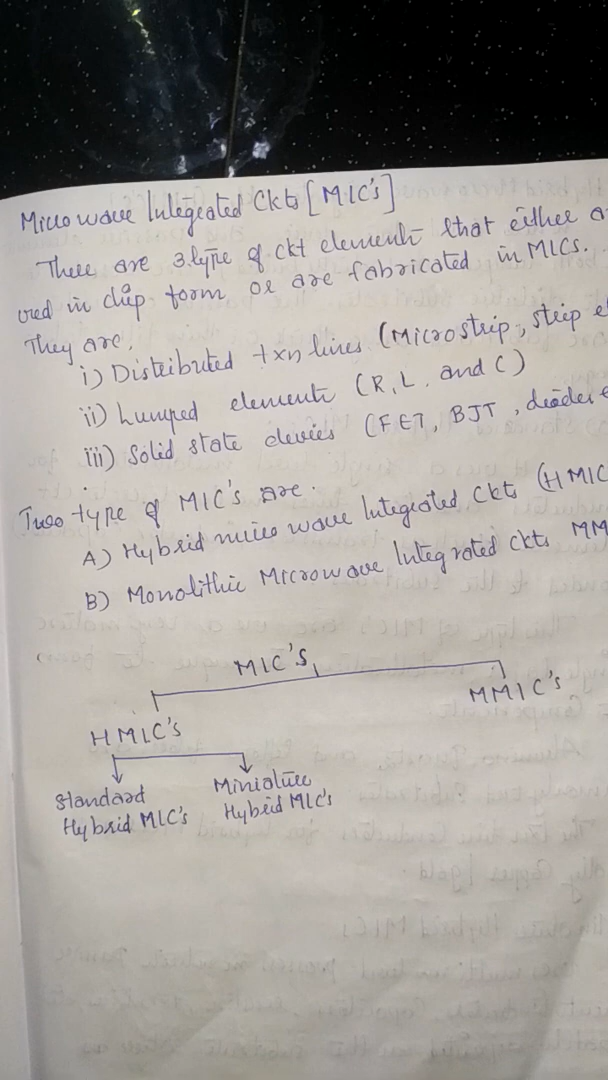 Microwave Integrated Ckts [MIC's]
There are 3 type of ckt elements that either a
used in chip form or are fabricated in MICs.
They are.
i) Distributed txn lines (Microstrip, strip e
ii) Lumped elements (R, L, and C)
iii) Solid state devices (FET, BJT, diodes e
Two type of MIC's are.
A) Hybrid micro wave Integrated Ckts (HMIC
B) Monolithic Microwave Integrated ckts MM
MIC'S,
HMIC's MMIC's
Standard Miniature
Hybrid MIC's Hybrid MIC's